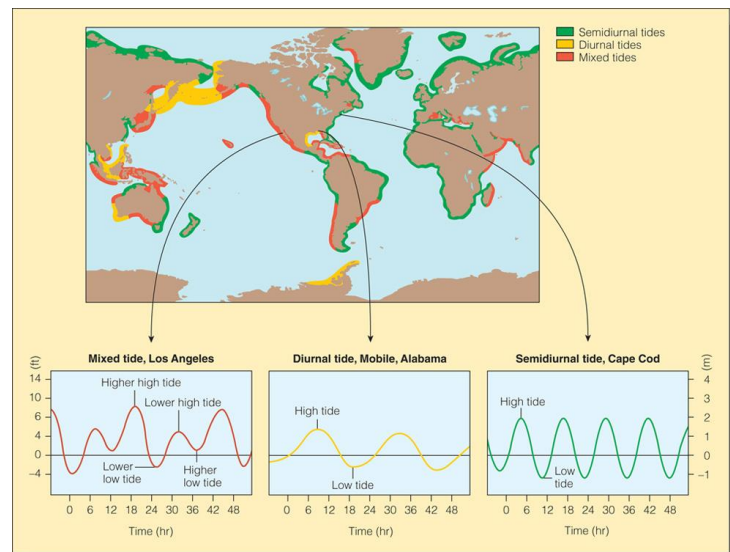 Semidiurnal tides
Diurnal tides
Mixed tides
(ft)
Mixed tide, Los Angeles
14
10
6
4
0
–4
Higher high tide
Lower high tide
Lower
low tide
Higher
low tide
0 6 12 18 24 30 36 42 48
Time (hr)
Diurnal tide, Mobile, Alabama
High tide
Low tide
0 6 12 18 24 30 36 42 48
Time (hr)
Semidiurnal tide, Cape Cod
High tide
Low
tide
0 6 12 18 24 30 36 42 48
Time (hr)
(m)
4
3
2
1
0
–1